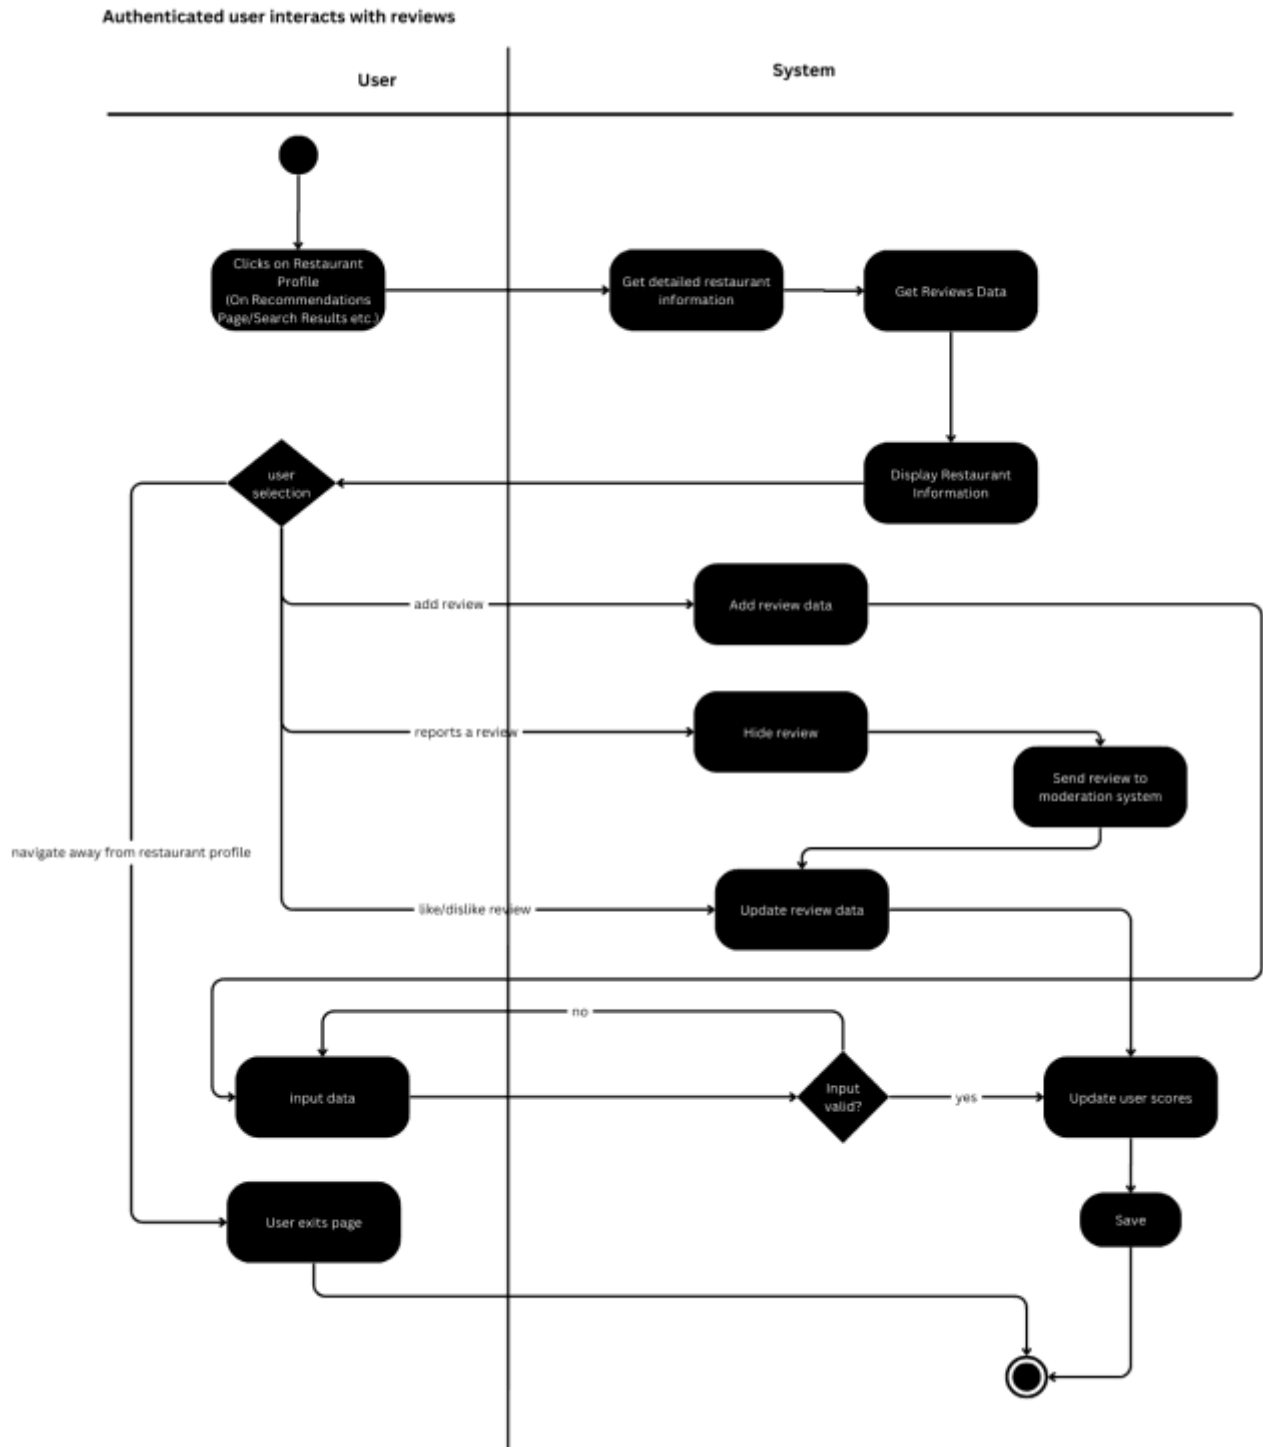 Authenticated user interacts with reviews
User
System
Clicks on Restaurant
Profile
(On Recommendations
Page/Search Results etc.)
Get detailed restaurant
information
Get Reviews Data
user
selection
Display Restaurant
Information
add review
Add review data
reports a review
Hide review
Send review to
moderation system
navigate away from restaurant profile
like/dislike review
Update review data
no
input data
Input
valid?
yes
Update user scores
User exits page
Save